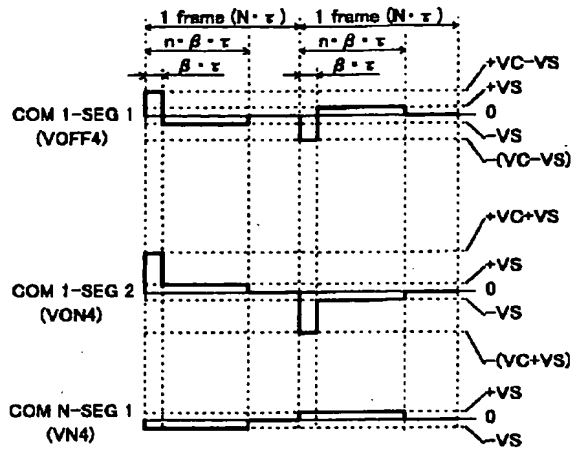 1 frame (N・τ) 1 frame (N・τ)
n・β・τ n・β・τ
β・τ β・τ
+VC-VS
+VS
COM 1-SEG 1 0
(VOFF4) -VS
-(VC-VS)
+VC+VS
+VS
COM 1-SEG 2 0
(VON4) -VS
-(VC+VS)
+VS
COM N-SEG 1 0
(VN4) -VS